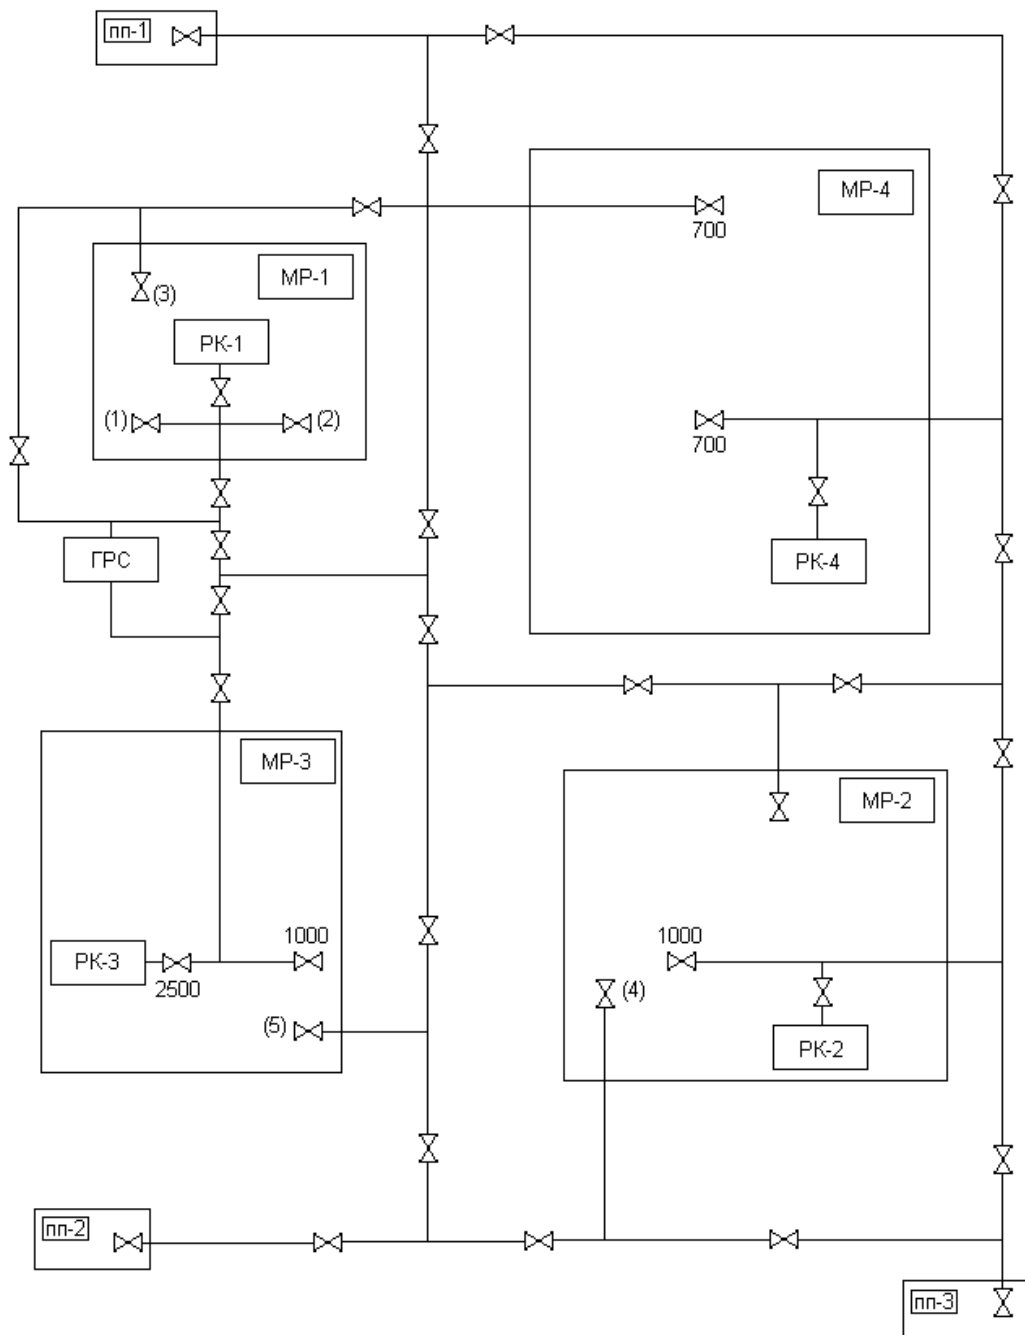 пп-1
МР-4
700
МР-1
(3)
РК-1
(1)
(2)
700
ГРС
РК-4
МР-3
МР-2
1000
1000
РК-3
2500
(4)
(5)
РК-2
пп-2
пп-3